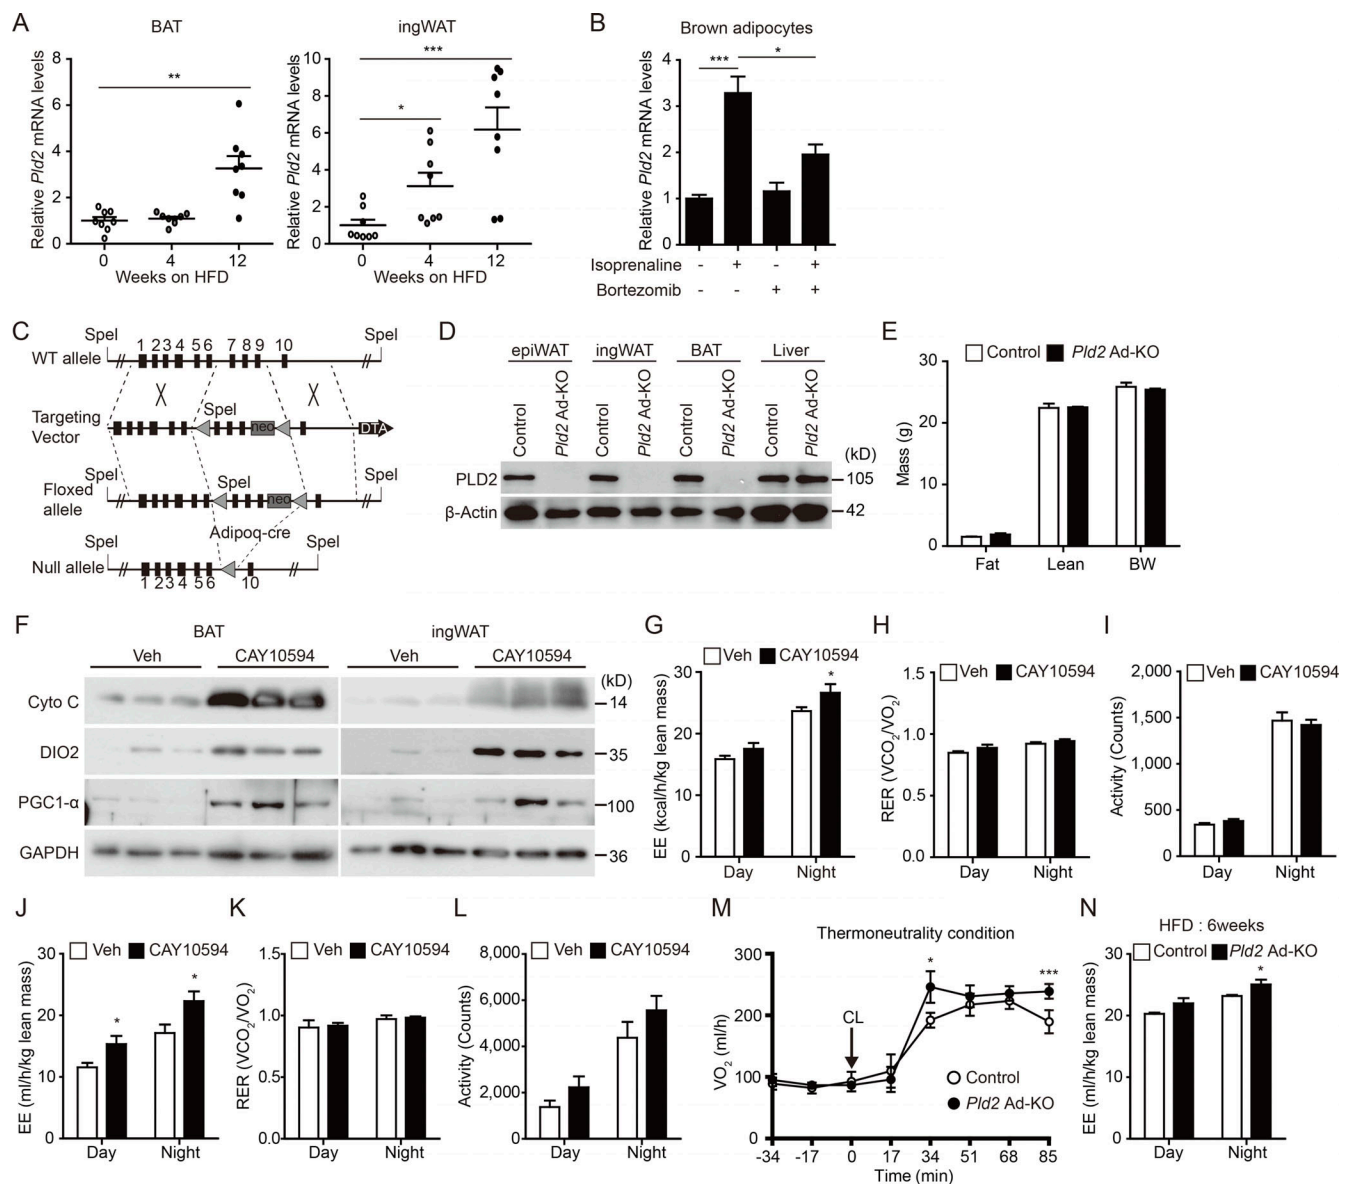 A
BAT
Relative Pld2 mRNA levels
8
6
4
2
0
**
0 4 12
Weeks on HFD
ingWAT
Relative Pld2 mRNA levels
10
8
6
4
2
0
***
*
0 4 12
Weeks on HFD
B
Brown adipocytes
Relative Pld2 mRNA levels
4
3
2
1
0
*** *
Isoprenaline - + - +
Bortezomib - - + +
C
SpeI SpeI
1 2 3 4 5 6 7 8 9 10
WT allele
Targeting
Vector
SpeI
neo
DTA
SpeI SpeI
Floxed
allele
SpeI
neo
Adipoq-cre
SpeI SpeI
Null allele
1 2 3 4 5 6 10
D
epiWAT ingWAT BAT Liver
Control Pld2 Ad-KO Control Pld2 Ad-KO Control Pld2 Ad-KO Control Pld2 Ad-KO
(kD)
PLD2 105
β-Actin 42
E
Control Pld2 Ad-KO
Mass (g)
30
20
10
0
Fat Lean BW
F
BAT ingWAT
Veh CAY10594 Veh CAY10594
(kD)
Cyto C 14
DIO2 35
PGC1-α 100
GAPDH 36
G
Veh CAY10594
EE (kcal/h/kg lean mass)
30
20
10
0
*
Day Night
H
Veh CAY10594
RER (VCO2/VO2)
1.5
1.0
0.5
0.0
Day Night
I
Veh CAY10594
Activity (Counts)
2,000
1,500
1,000
500
0
Day Night
J
Veh CAY10594
EE (ml/h/kg lean mass)
30
20
10
0
* *
Day Night
K
Veh CAY10594
RER (VCO2/VO2)
1.5
1.0
0.5
0.0
Day Night
L
Veh CAY10594
Activity (Counts)
8,000
6,000
4,000
2,000
0
Day Night
M
Thermoneutrality condition
VO2 (ml/h)
300
200
100
0
CL
* ***
Control
Pld2 Ad-KO
-34 -17 0 17 34 51 68 85
Time (min)
N
HFD : 6weeks
Control Pld2 Ad-KO
EE (ml/h/kg lean mass)
30
20
10
0
*
Day Night